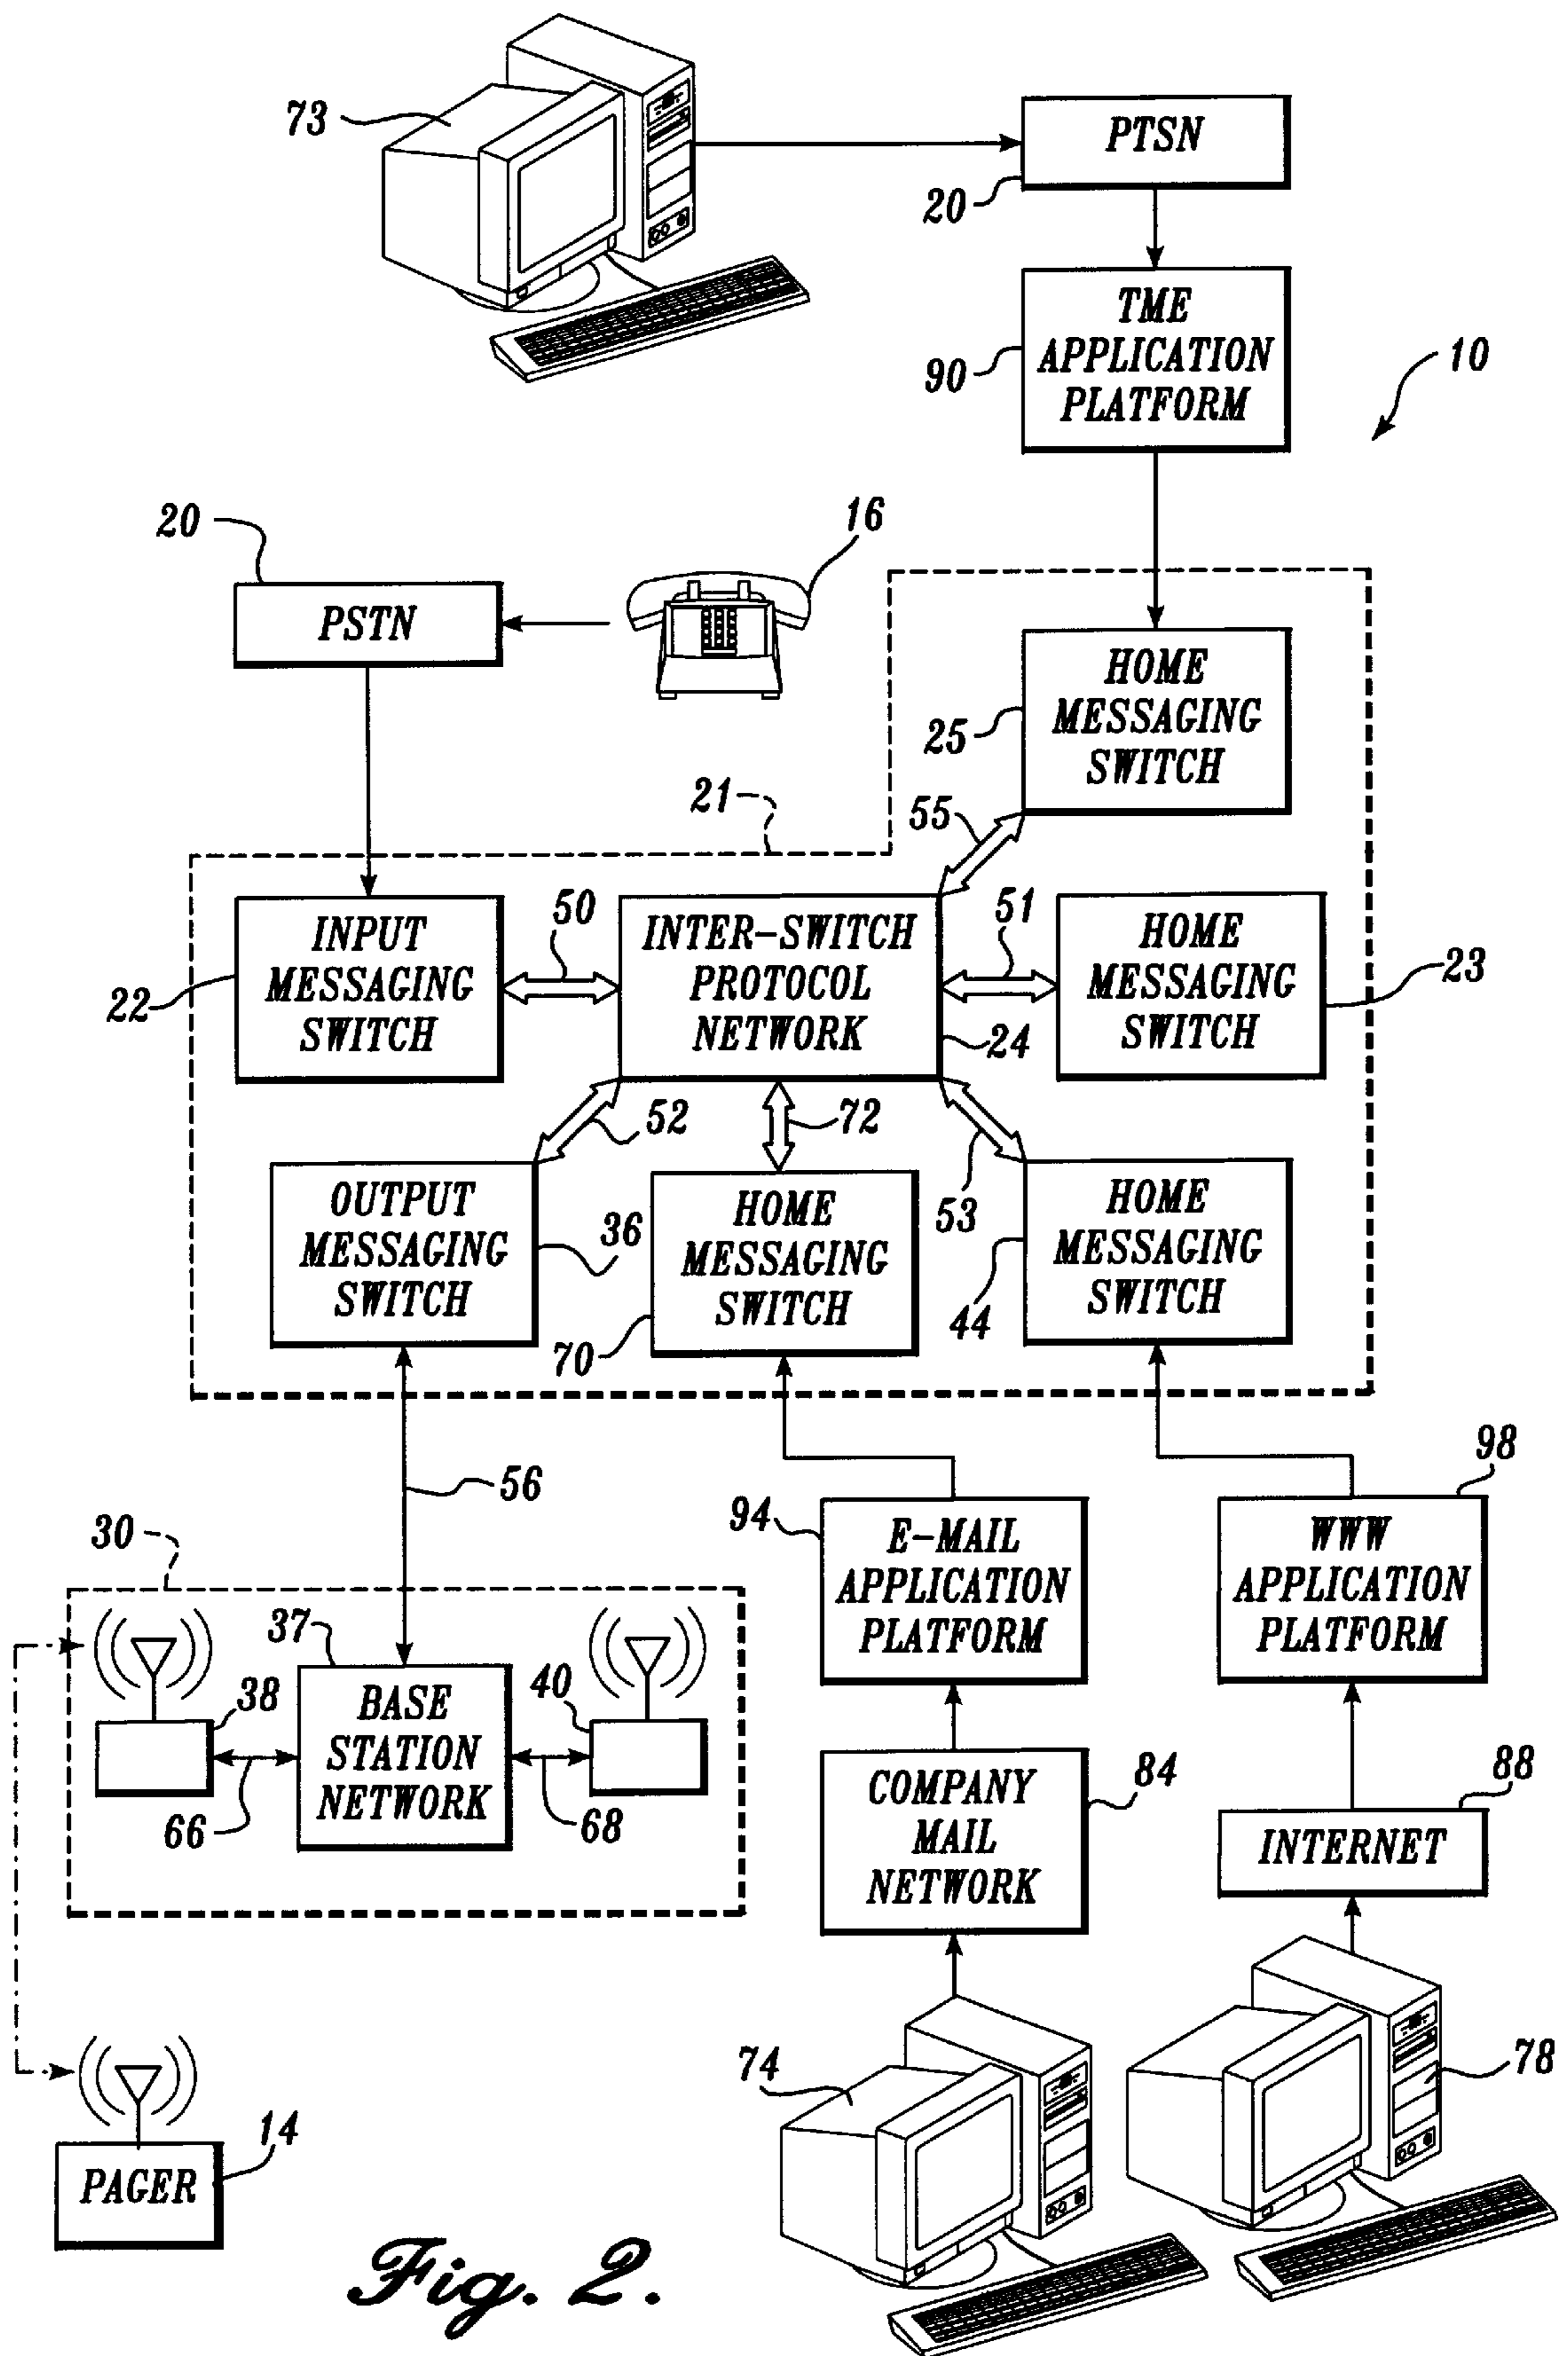 73
PTSN
20
TME
APPLICATION
PLATFORM
90
10
20
16
PSTN
HOME
MESSAGING
SWITCH
25
21
55
INPUT
MESSAGING
SWITCH
22
50
INTER-SWITCH
PROTOCOL
NETWORK
24
51
HOME
MESSAGING
SWITCH
23
52
72
53
OUTPUT
MESSAGING
SWITCH
36
HOME
MESSAGING
SWITCH
70
HOME
MESSAGING
SWITCH
44
56
94
E-MAIL
APPLICATION
PLATFORM
98
WWW
APPLICATION
PLATFORM
30
37
38
BASE
STATION
NETWORK
40
66
68
COMPANY
MAIL
NETWORK
84
88
INTERNET
74
78
14
PAGER
Fig. 2.